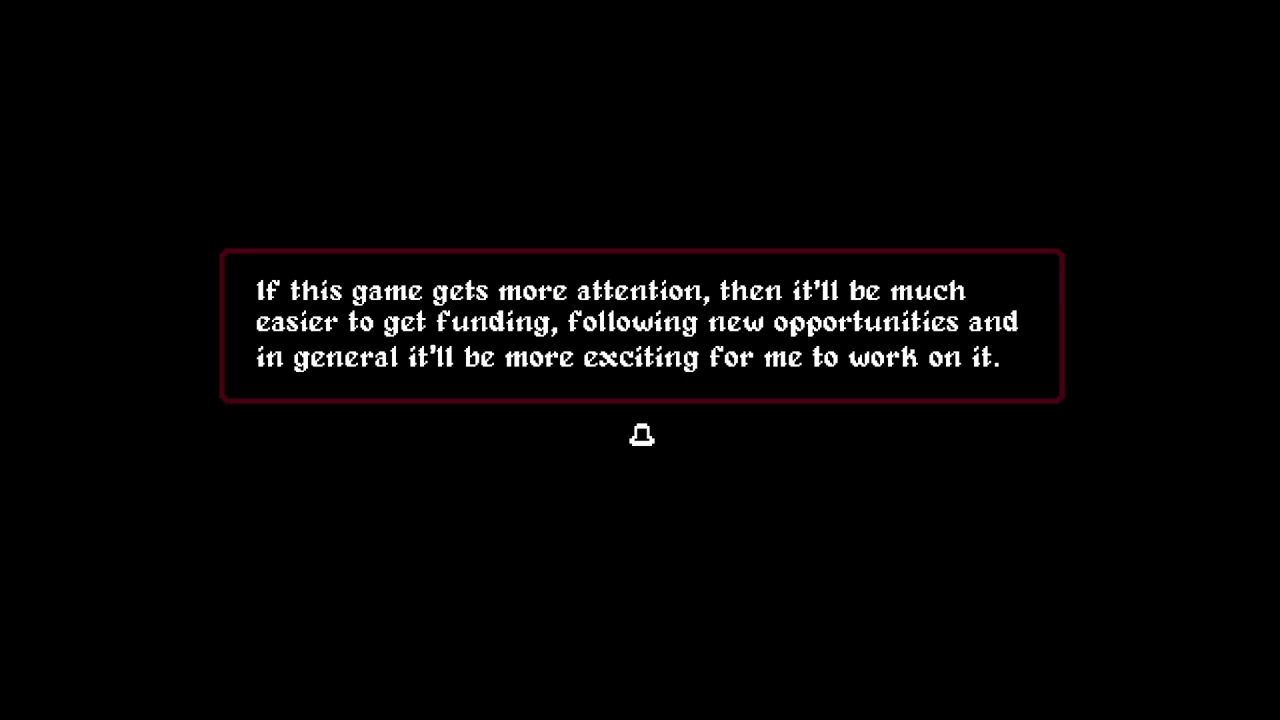 If this game gets more attention, then it'll be much
easier to get funding, following new opportunities and
in general it'll be more exciting for me to work on it.